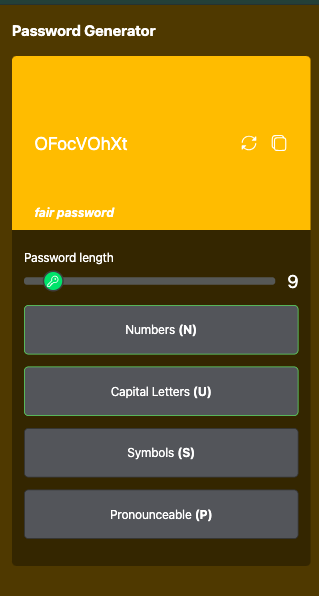 Password Generator
OFocVOhXt
fair password
Password length
9
Numbers (N)
Capital Letters (U)
Symbols (S)
Pronounceable (P)